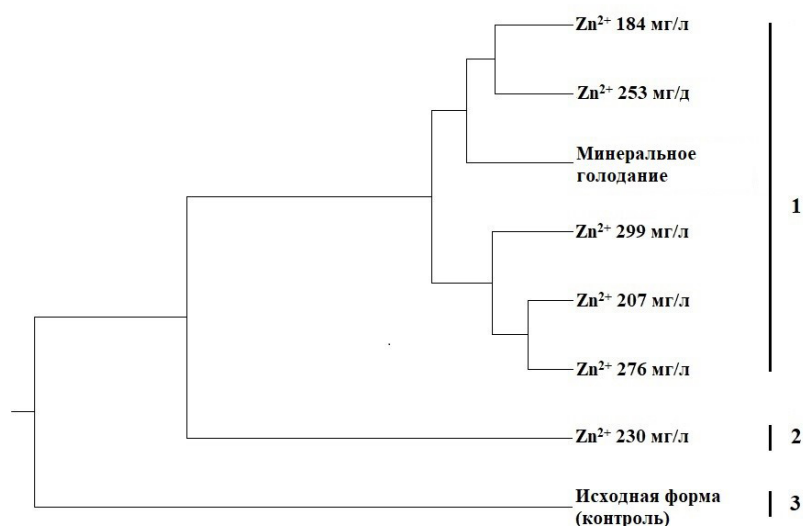 Zn²⁺ 184 мг/л
Zn²⁺ 253 мг/д
Минеральное
голодание
1
Zn²⁺ 299 мг/л
Zn²⁺ 207 мг/л
Zn²⁺ 276 мг/л
Zn²⁺ 230 мг/л
2
Исходная форма
(контроль)
3